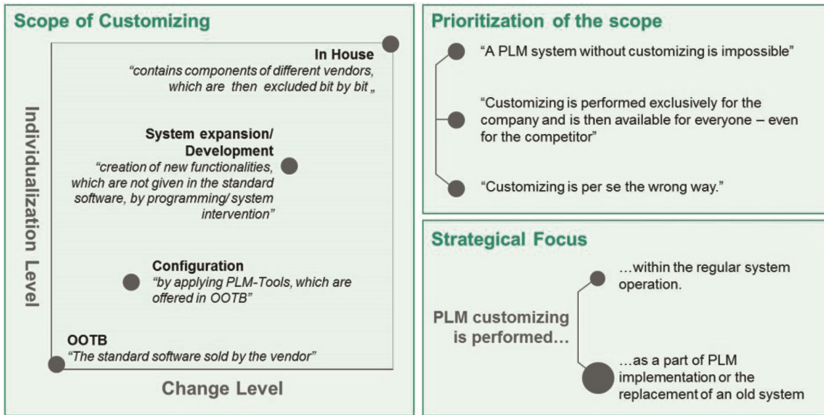 Scope of Customizing
In House
“contains components of different vendors,
which are then excluded bit by bit „
System expansion/
Development
“creation of new functionalities,
which are not given in the standard
software, by programming/ system
intervention”
Configuration
“by applying PLM-Tools, which are
offered in OOTB”
OOTB
“The standard software sold by the vendor”
Individualization Level
Change Level
Prioritization of the scope
“A PLM system without customizing is impossible”
“Customizing is performed exclusively for the
company and is then available for everyone – even
for the competitor”
“Customizing is per se the wrong way.”
Strategical Focus
PLM customizing
is performed…
…within the regular system
operation.
…as a part of PLM
implementation or the
replacement of an old system